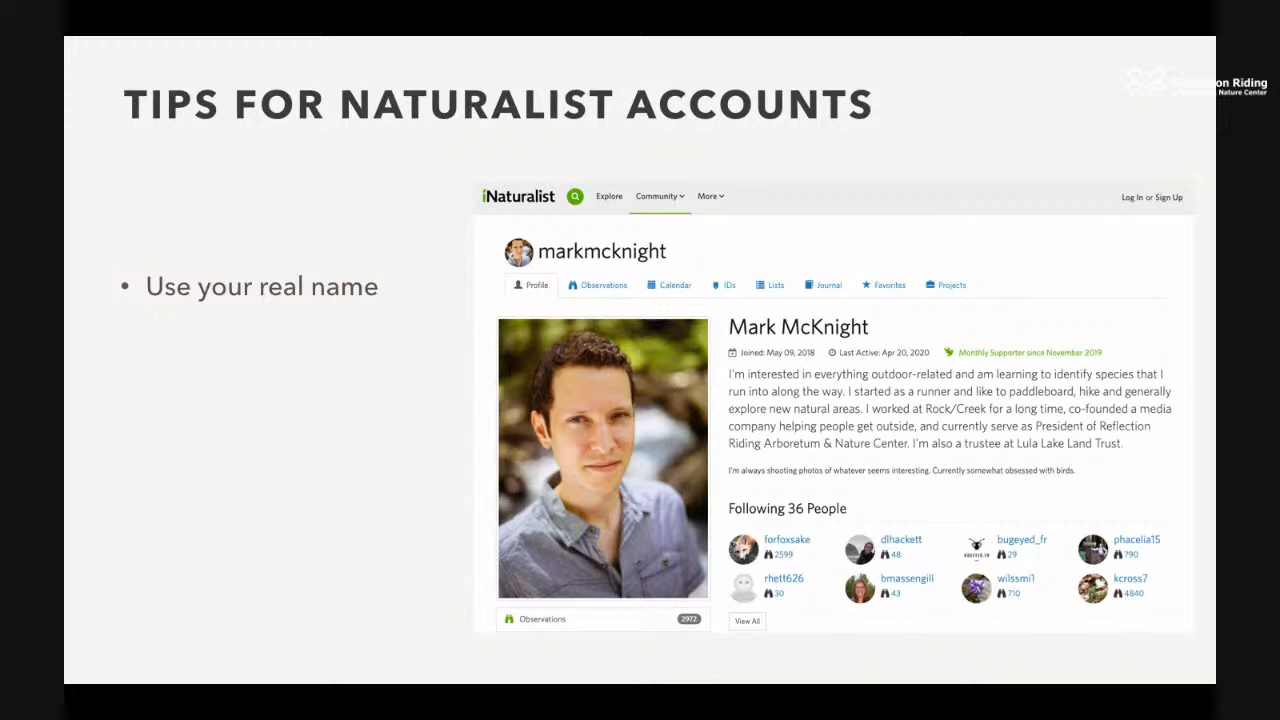 TIPS FOR NATURALIST ACCOUNTS
on Riding
Nature Center
• Use your real name
iNaturalist Explore Community More
Log In or Sign Up
markmcknight
Profile Observations Calendar IDs Lists Journal Favorites Projects
Mark McKnight
Joined: May 09, 2018 Last Active: Apr 20, 2020 Monthly Supporter since November 2019
I'm interested in everything outdoor-related and am learning to identify species that I
run into along the way. I started as a runner and like to paddleboard, hike and generally
explore new natural areas. I worked at Rock/Creek for a long time, co-founded a media
company helping people get outside, and currently serve as President of Reflection
Riding Arboretum & Nature Center. I'm also a trustee at Lula Lake Land Trust.
I'm always shooting photos of whatever seems interesting. Currently somewhat obsessed with birds.
Following 36 People
forfoxsake dlhackett bugeyed_fr phacelia15
2599 48 29 790
rhett626 bmassengill wilssmi1 kcross7
30 43 710 4840
Observations 2972
View All